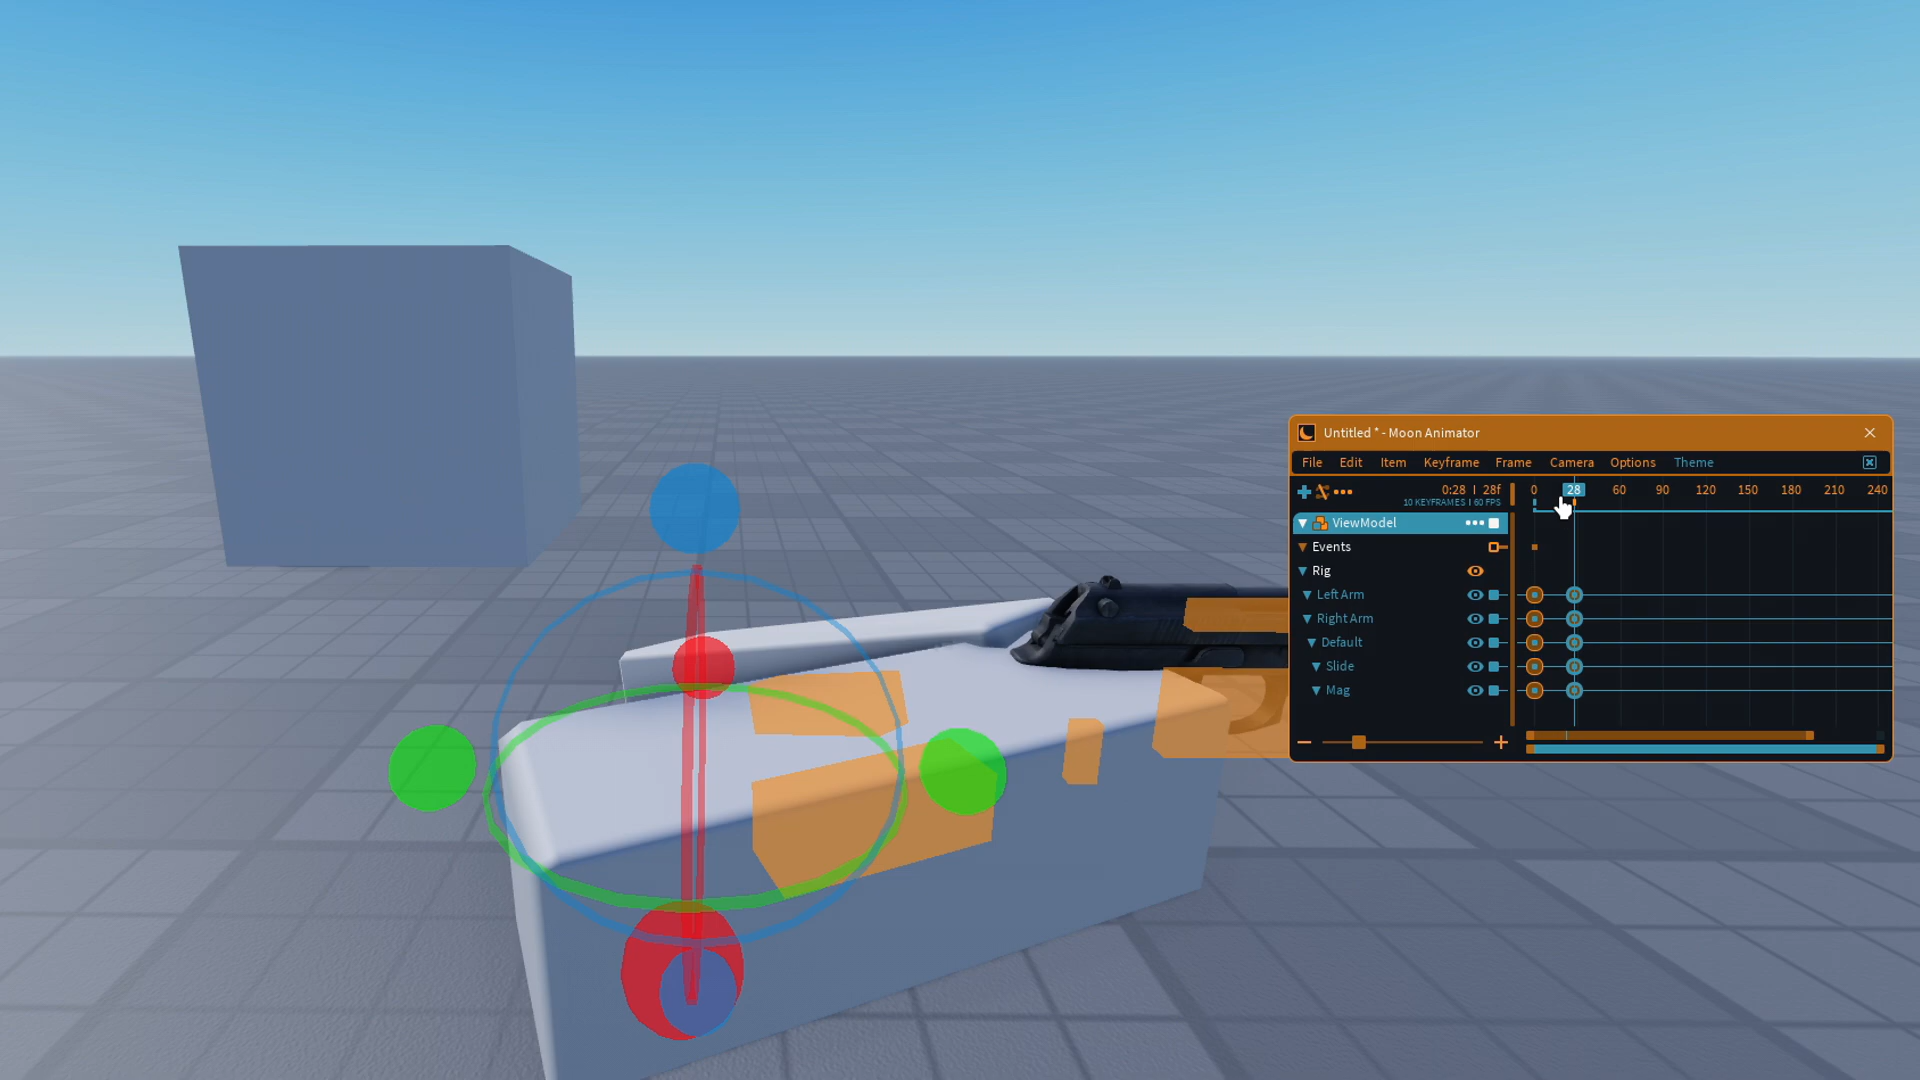 Untitled * - Moon Animator
File Edit Item Keyframe Frame Camera Options Theme
0:28 | 28f 0 28 60 90 120 150 180 210 240
10 KEYFRAMES | 60 FPS
ViewModel
Events
Rig
Left Arm
Right Arm
Default
Slide
Mag